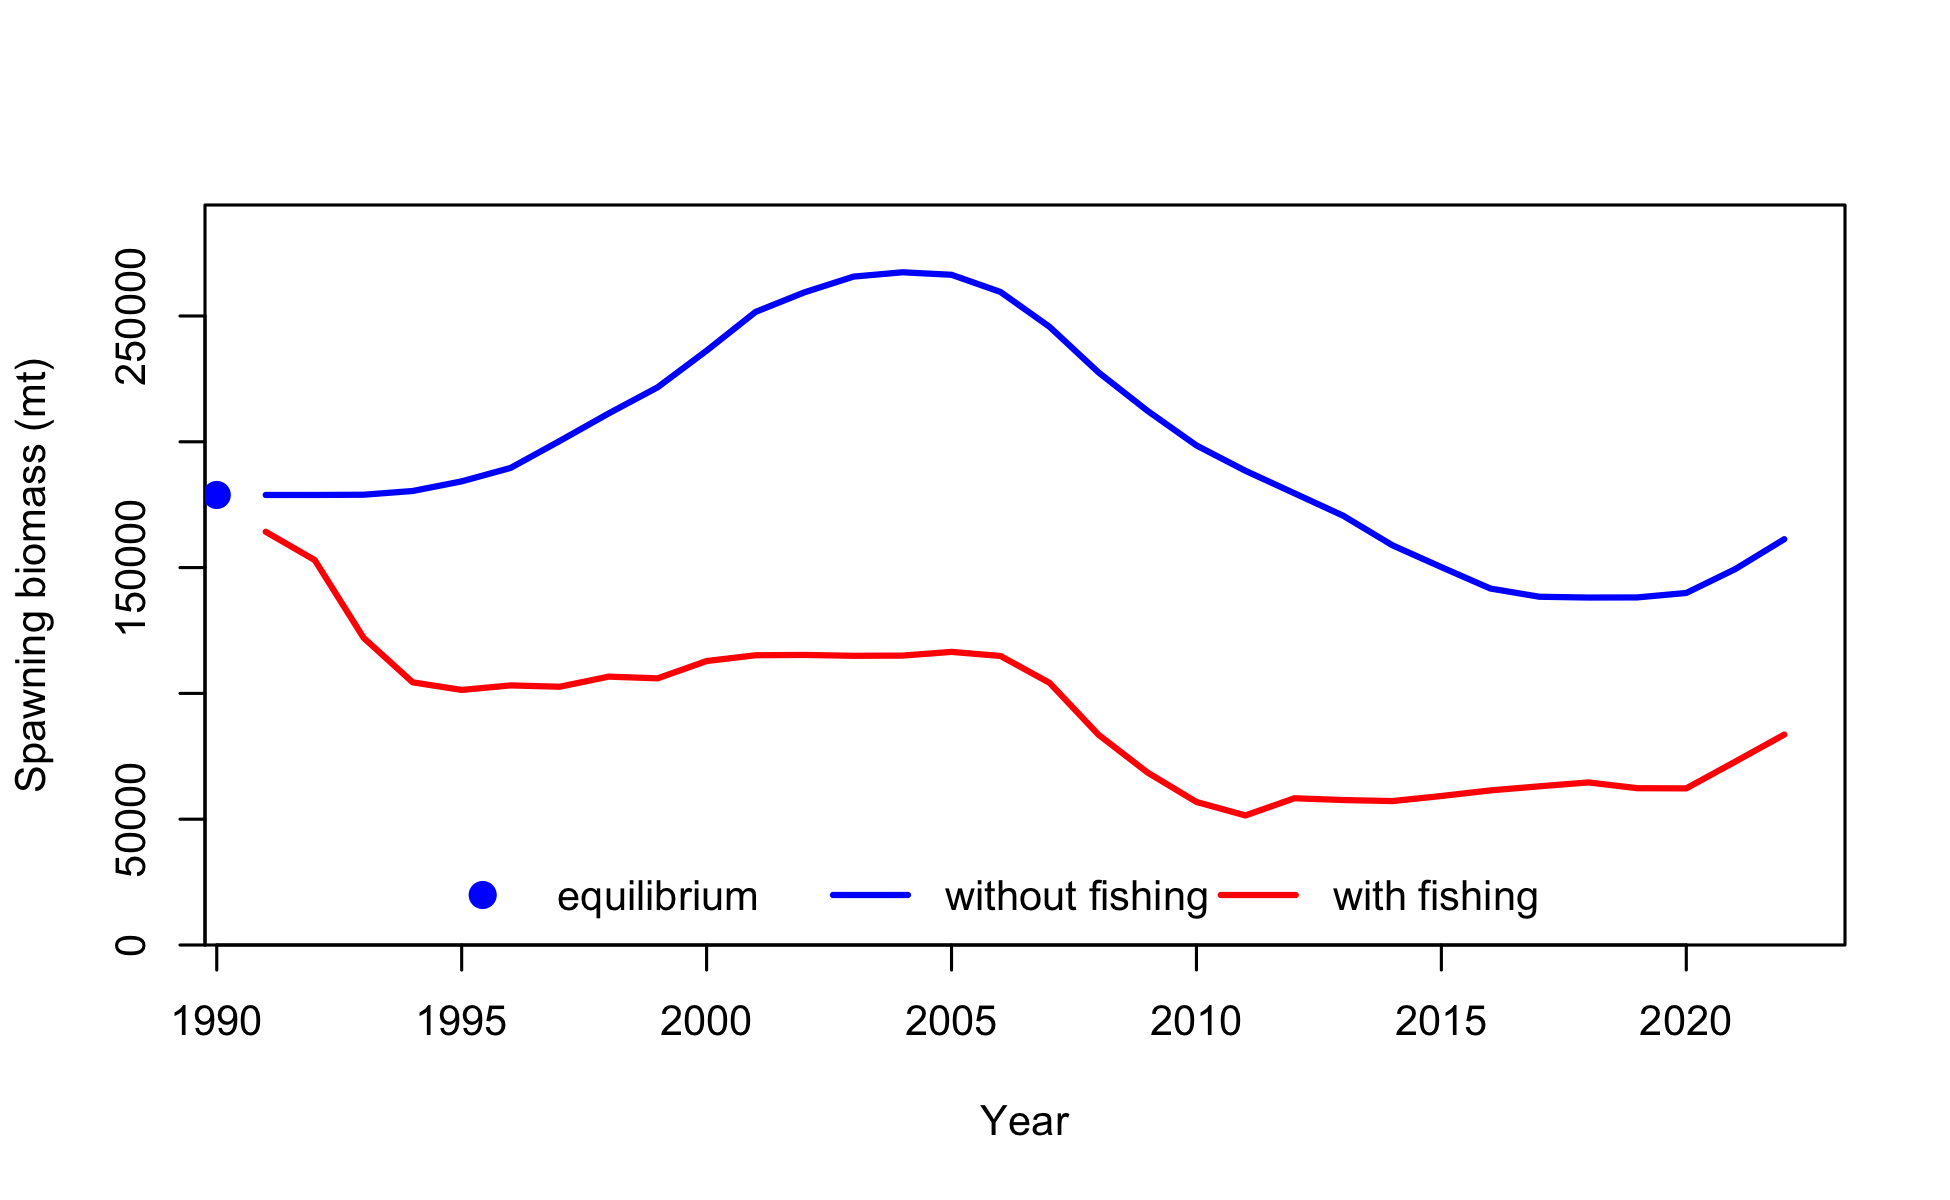 Spawning biomass (mt)
250000
150000
50000
0
equilibrium without fishing with fishing
1990 1995 2000 2005 2010 2015 2020
Year